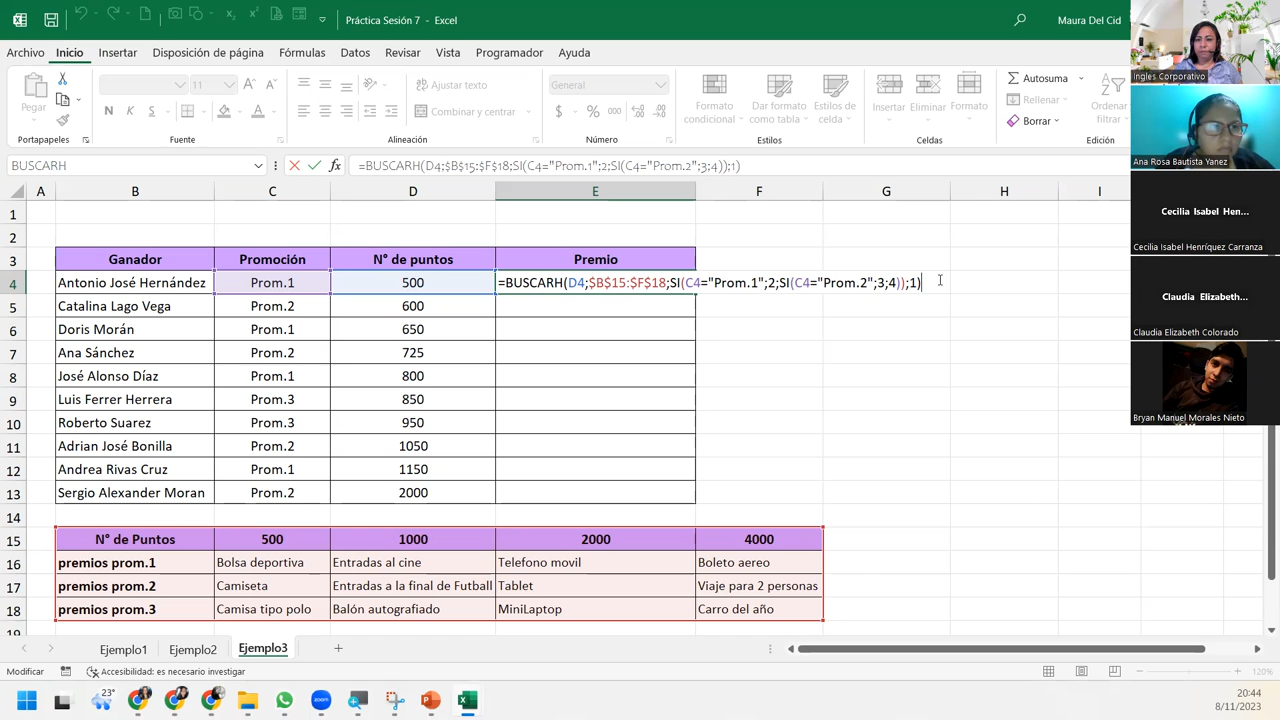 Práctica Sesión 7 - Excel
Maura Del Cid
Archivo Inicio Insertar Disposición de página Fórmulas Datos Revisar Vista Programador Ayuda
Pegar
Portapapeles
11
N K S
Fuente
Ajustar texto
Combinar y centrar
Alineación
General
Número
Formato condicional
Dar formato como tabla
Estilos de celda
Estilos
Insertar
Eliminar
Formato
Celdas
Autosuma
Rellenar
Borrar
Ordenar
filtrar
Edición
BUSCARH
=BUSCARH(D4;$B$15:$F$18;SI(C4="Prom.1";2;SI(C4="Prom.2";3;4));1)
A B C D E F G H I
1
2
3 Ganador Promoción N° de puntos Premio
4 Antonio José Hernández Prom.1 500 =BUSCARH(D4;$B$15:$F$18;SI(C4="Prom.1";2;SI(C4="Prom.2";3;4));1)
5 Catalina Lago Vega Prom.2 600
6 Doris Morán Prom.1 650
7 Ana Sánchez Prom.2 725
8 José Alonso Díaz Prom.1 800
9 Luis Ferrer Herrera Prom.3 850
10 Roberto Suarez Prom.3 950
11 Adrian José Bonilla Prom.2 1050
12 Andrea Rivas Cruz Prom.1 1150
13 Sergio Alexander Moran Prom.2 2000
14
15 N° de Puntos 500 1000 2000 4000
16 premios prom.1 Bolsa deportiva Entradas al cine Telefono movil Boleto aereo
17 premios prom.2 Camiseta Entradas a la final de Futball Tablet Viaje para 2 personas
18 premios prom.3 Camisa tipo polo Balón autografiado MiniLaptop Carro del año
19
Ejemplo1 Ejemplo2 Ejemplo3
Modificar
Accesibilidad: es necesario investigar
120%
23°
zoom
20:44
8/11/2023
Ingles Corporativo
Ana Rosa Bautista Yanez
Cecilia Isabel Hen...
Cecilia Isabel Henríquez Carranza
Claudia Elizabeth...
Claudia Elizabeth Colorado
Bryan Manuel Morales Nieto